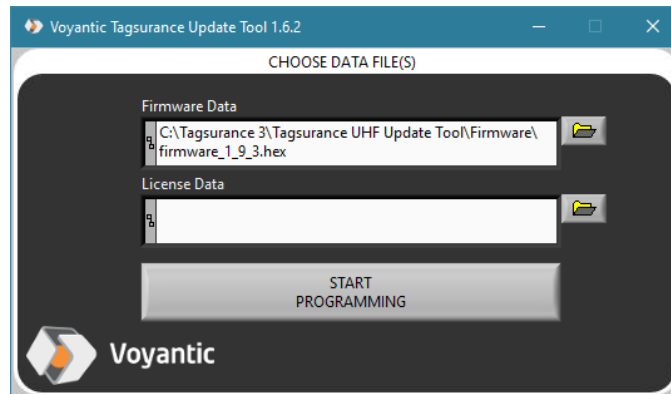 Voyantic Tagsurance Update Tool 1.6.2
CHOOSE DATA FILE(S)
Firmware Data
C:\Tagsurance 3\Tagsurance UHF Update Tool\Firmware\
firmware_1_9_3.hex
License Data
START
PROGRAMMING
Voyantic